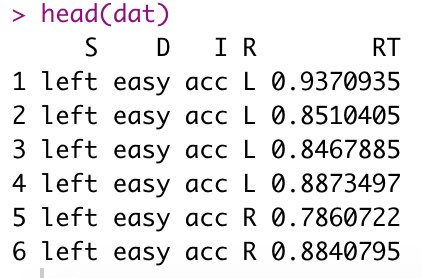 > head(dat)
S D I R RT
1 left easy acc L 0.9370935
2 left easy acc L 0.8510405
3 left easy acc L 0.8467885
4 left easy acc L 0.8873497
5 left easy acc R 0.7860722
6 left easy acc R 0.8840795